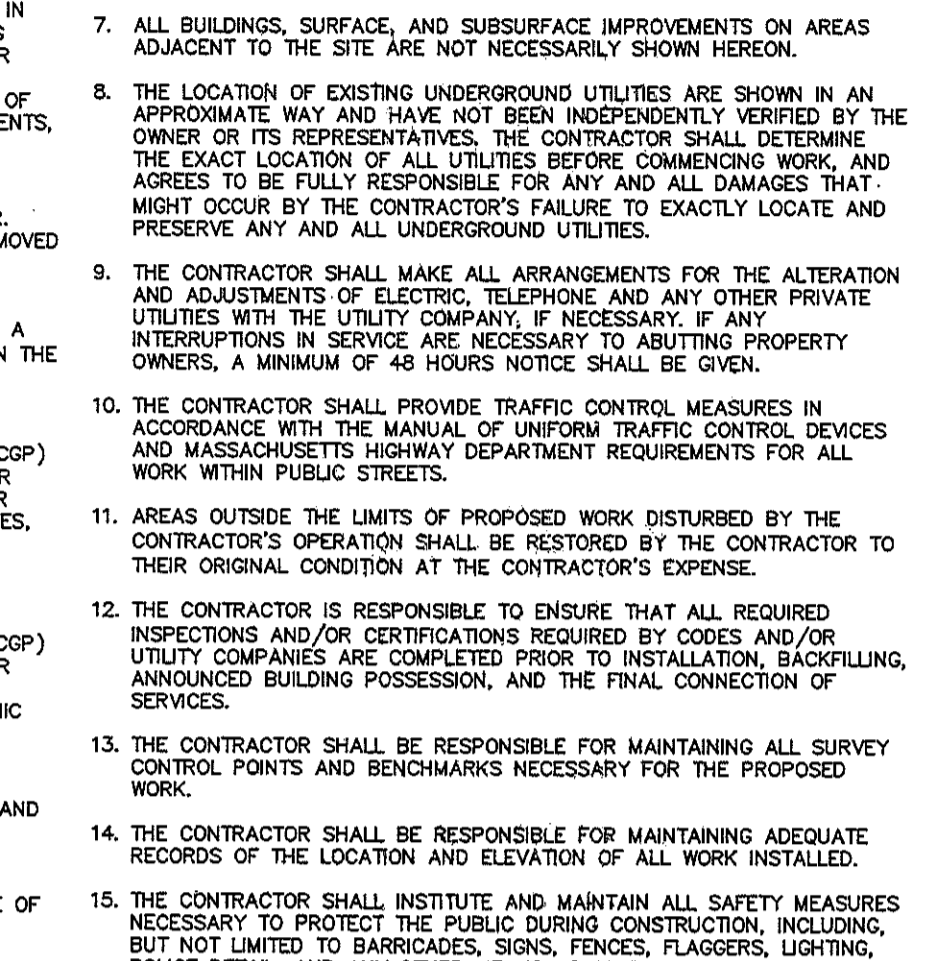 IN
S
R
OF
ENTS,
R.
MOVED
A
N THE
CGP)
R
R
ES,
CGP)
R
IIC
AND
E OF
7. ALL BUILDINGS, SURFACE, AND SUBSURFACE IMPROVEMENTS ON AREAS
ADJACENT TO THE SITE ARE NOT NECESSARILY SHOWN HEREON.
8. THE LOCATION OF EXISTING UNDERGROUND UTILITIES ARE SHOWN IN AN
APPROXIMATE WAY AND HAVE NOT BEEN INDEPENDENTLY VERIFIED BY THE
OWNER OR ITS REPRESENTATIVES. THE CONTRACTOR SHALL DETERMINE
THE EXACT LOCATION OF ALL UTILITIES BEFORE COMMENCING WORK, AND
AGREES TO BE FULLY RESPONSIBLE FOR ANY AND ALL DAMAGES THAT
MIGHT OCCUR BY THE CONTRACTOR'S FAILURE TO EXACTLY LOCATE AND
PRESERVE ANY AND ALL UNDERGROUND UTILITIES.
9. THE CONTRACTOR SHALL MAKE ALL ARRANGEMENTS FOR THE ALTERATION
AND ADJUSTMENTS OF ELECTRIC, TELEPHONE AND ANY OTHER PRIVATE
UTILITIES WITH THE UTILITY COMPANY, IF NECESSARY. IF ANY
INTERRUPTIONS IN SERVICE ARE NECESSARY TO ABUTTING PROPERTY
OWNERS, A MINIMUM OF 48 HOURS NOTICE SHALL BE GIVEN.
10. THE CONTRACTOR SHALL PROVIDE TRAFFIC CONTROL MEASURES IN
ACCORDANCE WITH THE MANUAL OF UNIFORM TRAFFIC CONTROL DEVICES
AND MASSACHUSETTS HIGHWAY DEPARTMENT REQUIREMENTS FOR ALL
WORK WITHIN PUBLIC STREETS.
11. AREAS OUTSIDE THE LIMITS OF PROPOSED WORK DISTURBED BY THE
CONTRACTOR'S OPERATION SHALL BE RESTORED BY THE CONTRACTOR TO
THEIR ORIGINAL CONDITION AT THE CONTRACTOR'S EXPENSE.
12. THE CONTRACTOR IS RESPONSIBLE TO ENSURE THAT ALL REQUIRED
INSPECTIONS AND/OR CERTIFICATIONS REQUIRED BY CODES AND/OR
UTILITY COMPANIES ARE COMPLETED PRIOR TO INSTALLATION, BACKFILLING,
ANNOUNCED BUILDING POSSESSION, AND THE FINAL CONNECTION OF
SERVICES.
13. THE CONTRACTOR SHALL BE RESPONSIBLE FOR MAINTAINING ALL SURVEY
CONTROL POINTS AND BENCHMARKS NECESSARY FOR THE PROPOSED
WORK.
14. THE CONTRACTOR SHALL BE RESPONSIBLE FOR MAINTAINING ADEQUATE
RECORDS OF THE LOCATION AND ELEVATION OF ALL WORK INSTALLED.
15. THE CONTRACTOR SHALL INSTITUTE AND MAINTAIN ALL SAFETY MEASURES
NECESSARY TO PROTECT THE PUBLIC DURING CONSTRUCTION, INCLUDING,
BUT NOT LIMITED TO BARRICADES, SIGNS, FENCES, FLAGGERS, LIGHTING,